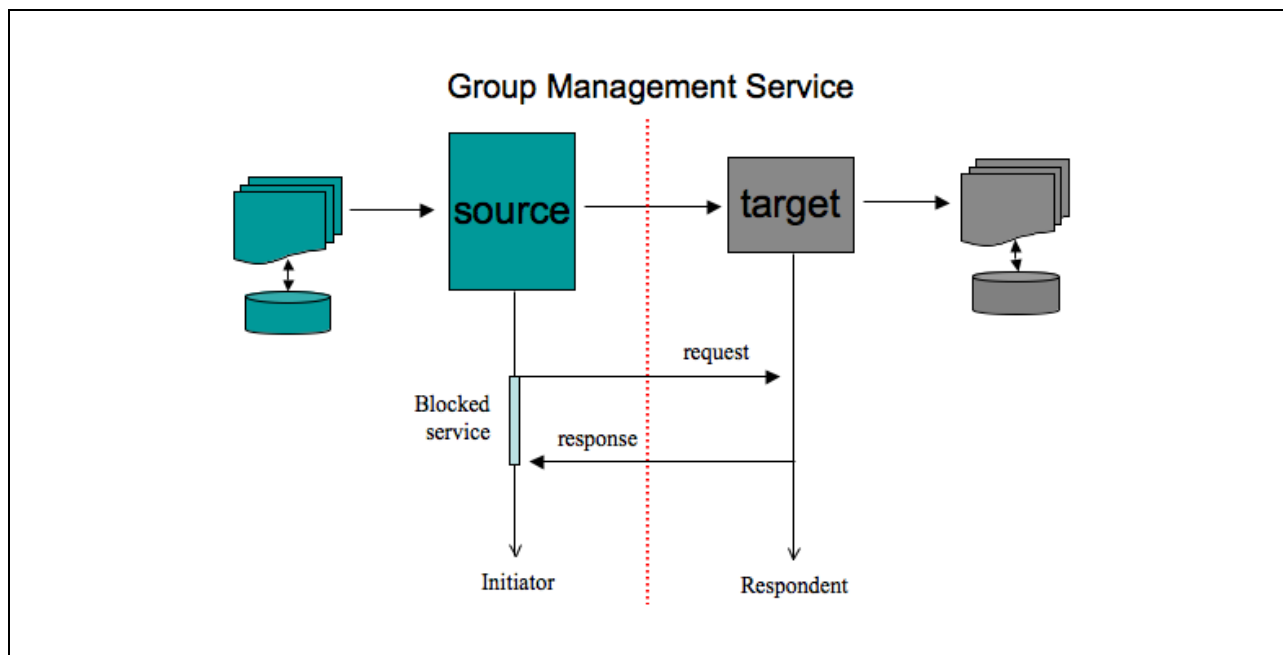 Group Management Service
source
target
request
Blocked
service
response
Initiator
Respondent